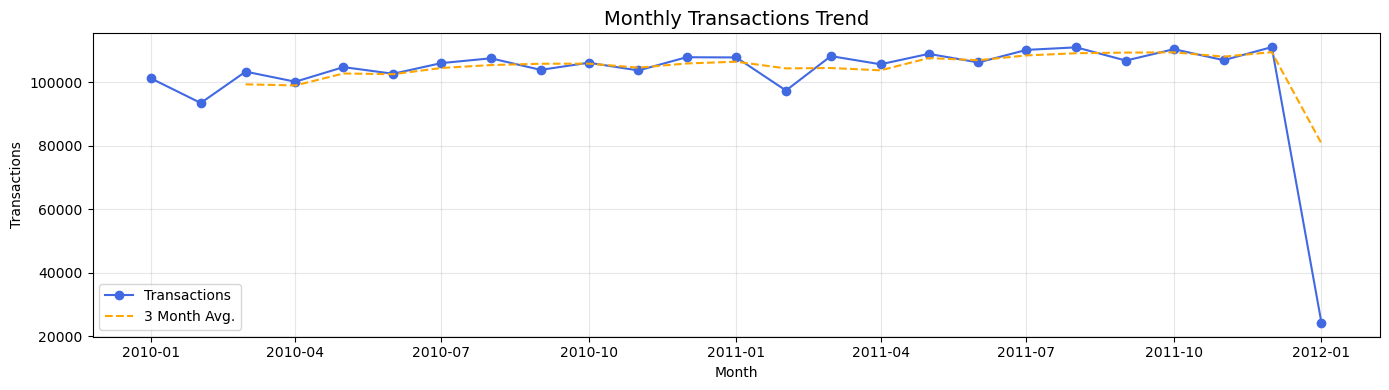 Monthly Transactions Trend
Transactions
100000
80000
60000
40000
20000
Transactions
3 Month Avg.
2010-01 2010-04 2010-07 2010-10 2011-01 2011-04 2011-07 2011-10 2012-01
Month